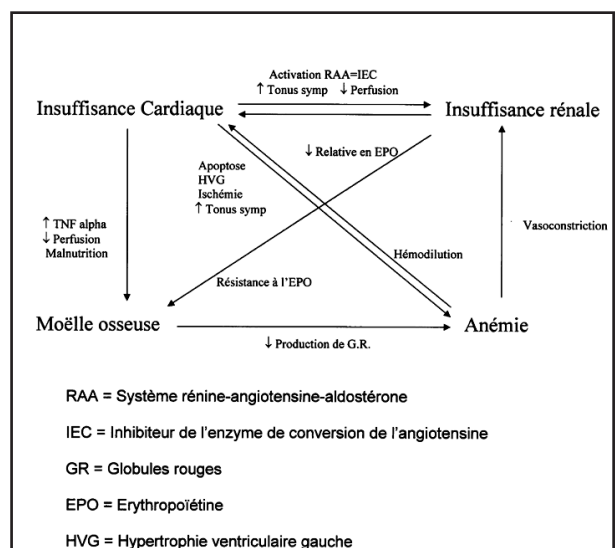 Activation RAA=IEC
↑ Tonus symp ↓ Perfusion
Insuffisance Cardiaque
Insuffisance rénale
↓ Relative en EPO
Apoptose
HVG
Ischémie
↑ Tonus symp
↑ TNF alpha
↓ Perfusion
Malnutrition
Vasoconstriction
Hémodilution
Résistance à l'EPO
Moëlle osseuse
Anémie
↓ Production de G.R.
RAA = Système rénine-angiotensine-aldostérone
IEC = Inhibiteur de l'enzyme de conversion de l'angiotensine
GR = Globules rouges
EPO = Erythropoïétine
HVG = Hypertrophie ventriculaire gauche